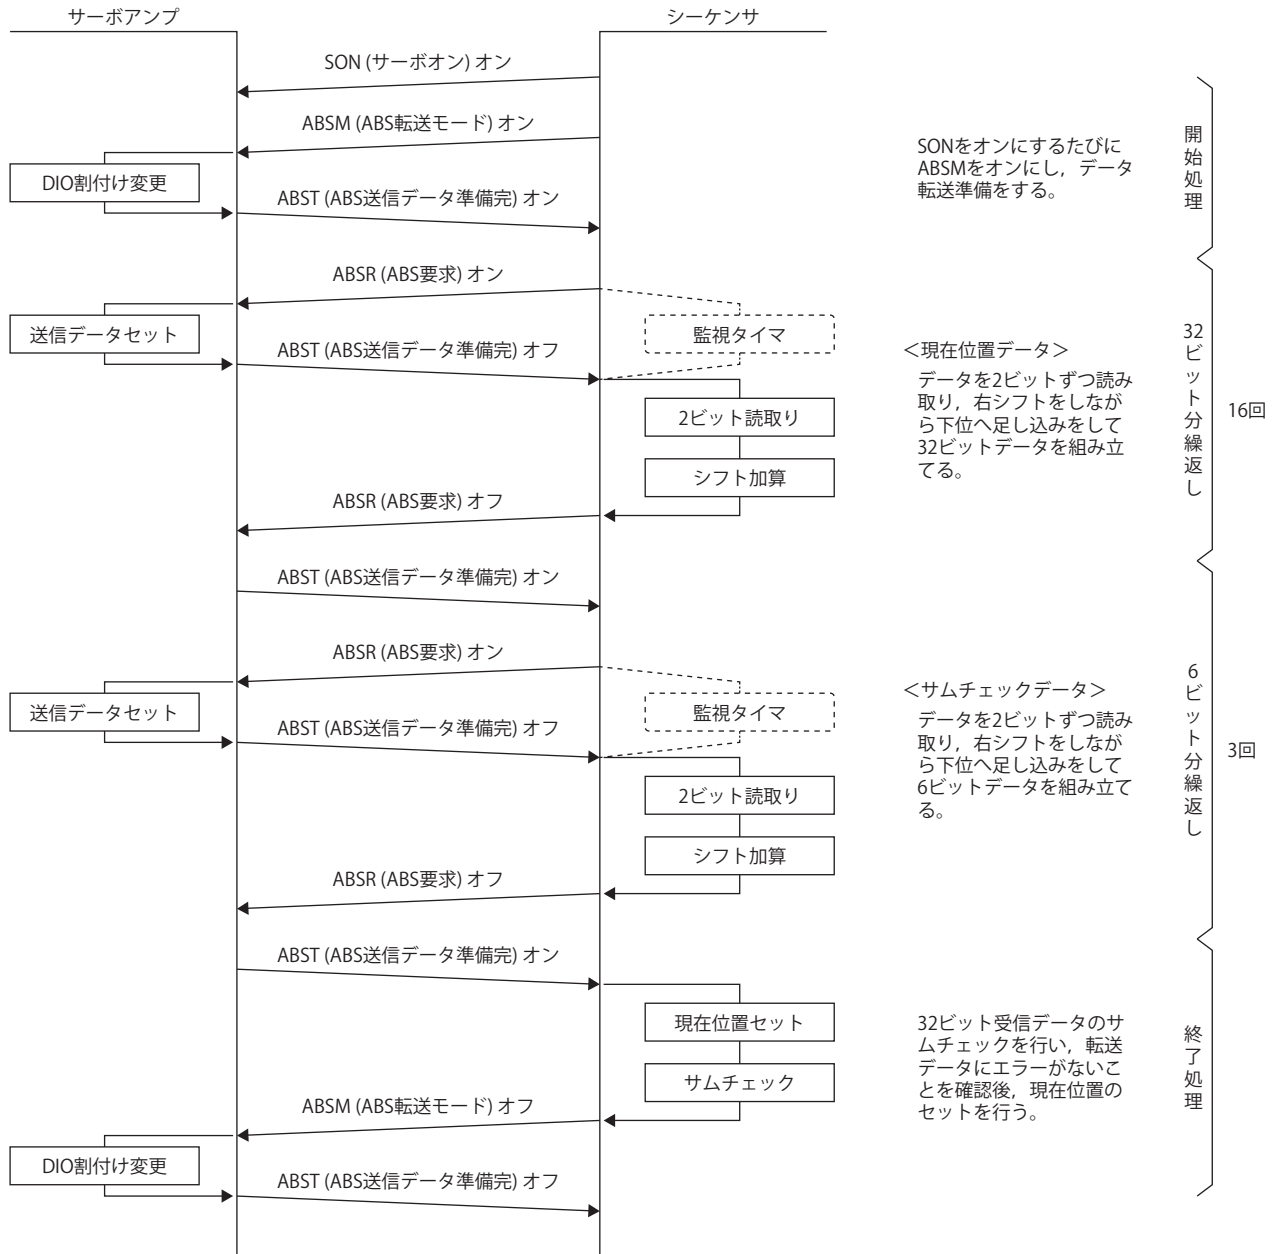 サーボアンプ
シーケンサ
SON (サーボオン) オン
ABSM (ABS転送モード) オン
DIO割付け変更
ABST (ABS送信データ準備完) オン
SONをオンにするたびに
ABSMをオンにし，データ
転送準備をする。
開始処理
ABSR (ABS要求) オン
送信データセット
監視タイマ
ABST (ABS送信データ準備完) オフ
2ビット読取り
シフト加算
ABSR (ABS要求) オフ
ABST (ABS送信データ準備完) オン
＜現在位置データ＞
データを2ビットずつ読み
取り，右シフトをしなが
ら下位へ足し込みをして
32ビットデータを組み立
てる。
32ビット分繰返し
16回
ABSR (ABS要求) オン
送信データセット
監視タイマ
ABST (ABS送信データ準備完) オフ
2ビット読取り
シフト加算
ABSR (ABS要求) オフ
ABST (ABS送信データ準備完) オン
＜サムチェックデータ＞
データを2ビットずつ読み
取り，右シフトをしなが
ら下位へ足し込みをして
6ビットデータを組み立て
る。
6ビット分繰返し
3回
現在位置セット
サムチェック
ABSM (ABS転送モード) オフ
DIO割付け変更
ABST (ABS送信データ準備完) オフ
32ビット受信データのサ
ムチェックを行い，転送
データにエラーがないこ
とを確認後，現在位置の
セットを行う。
終了処理